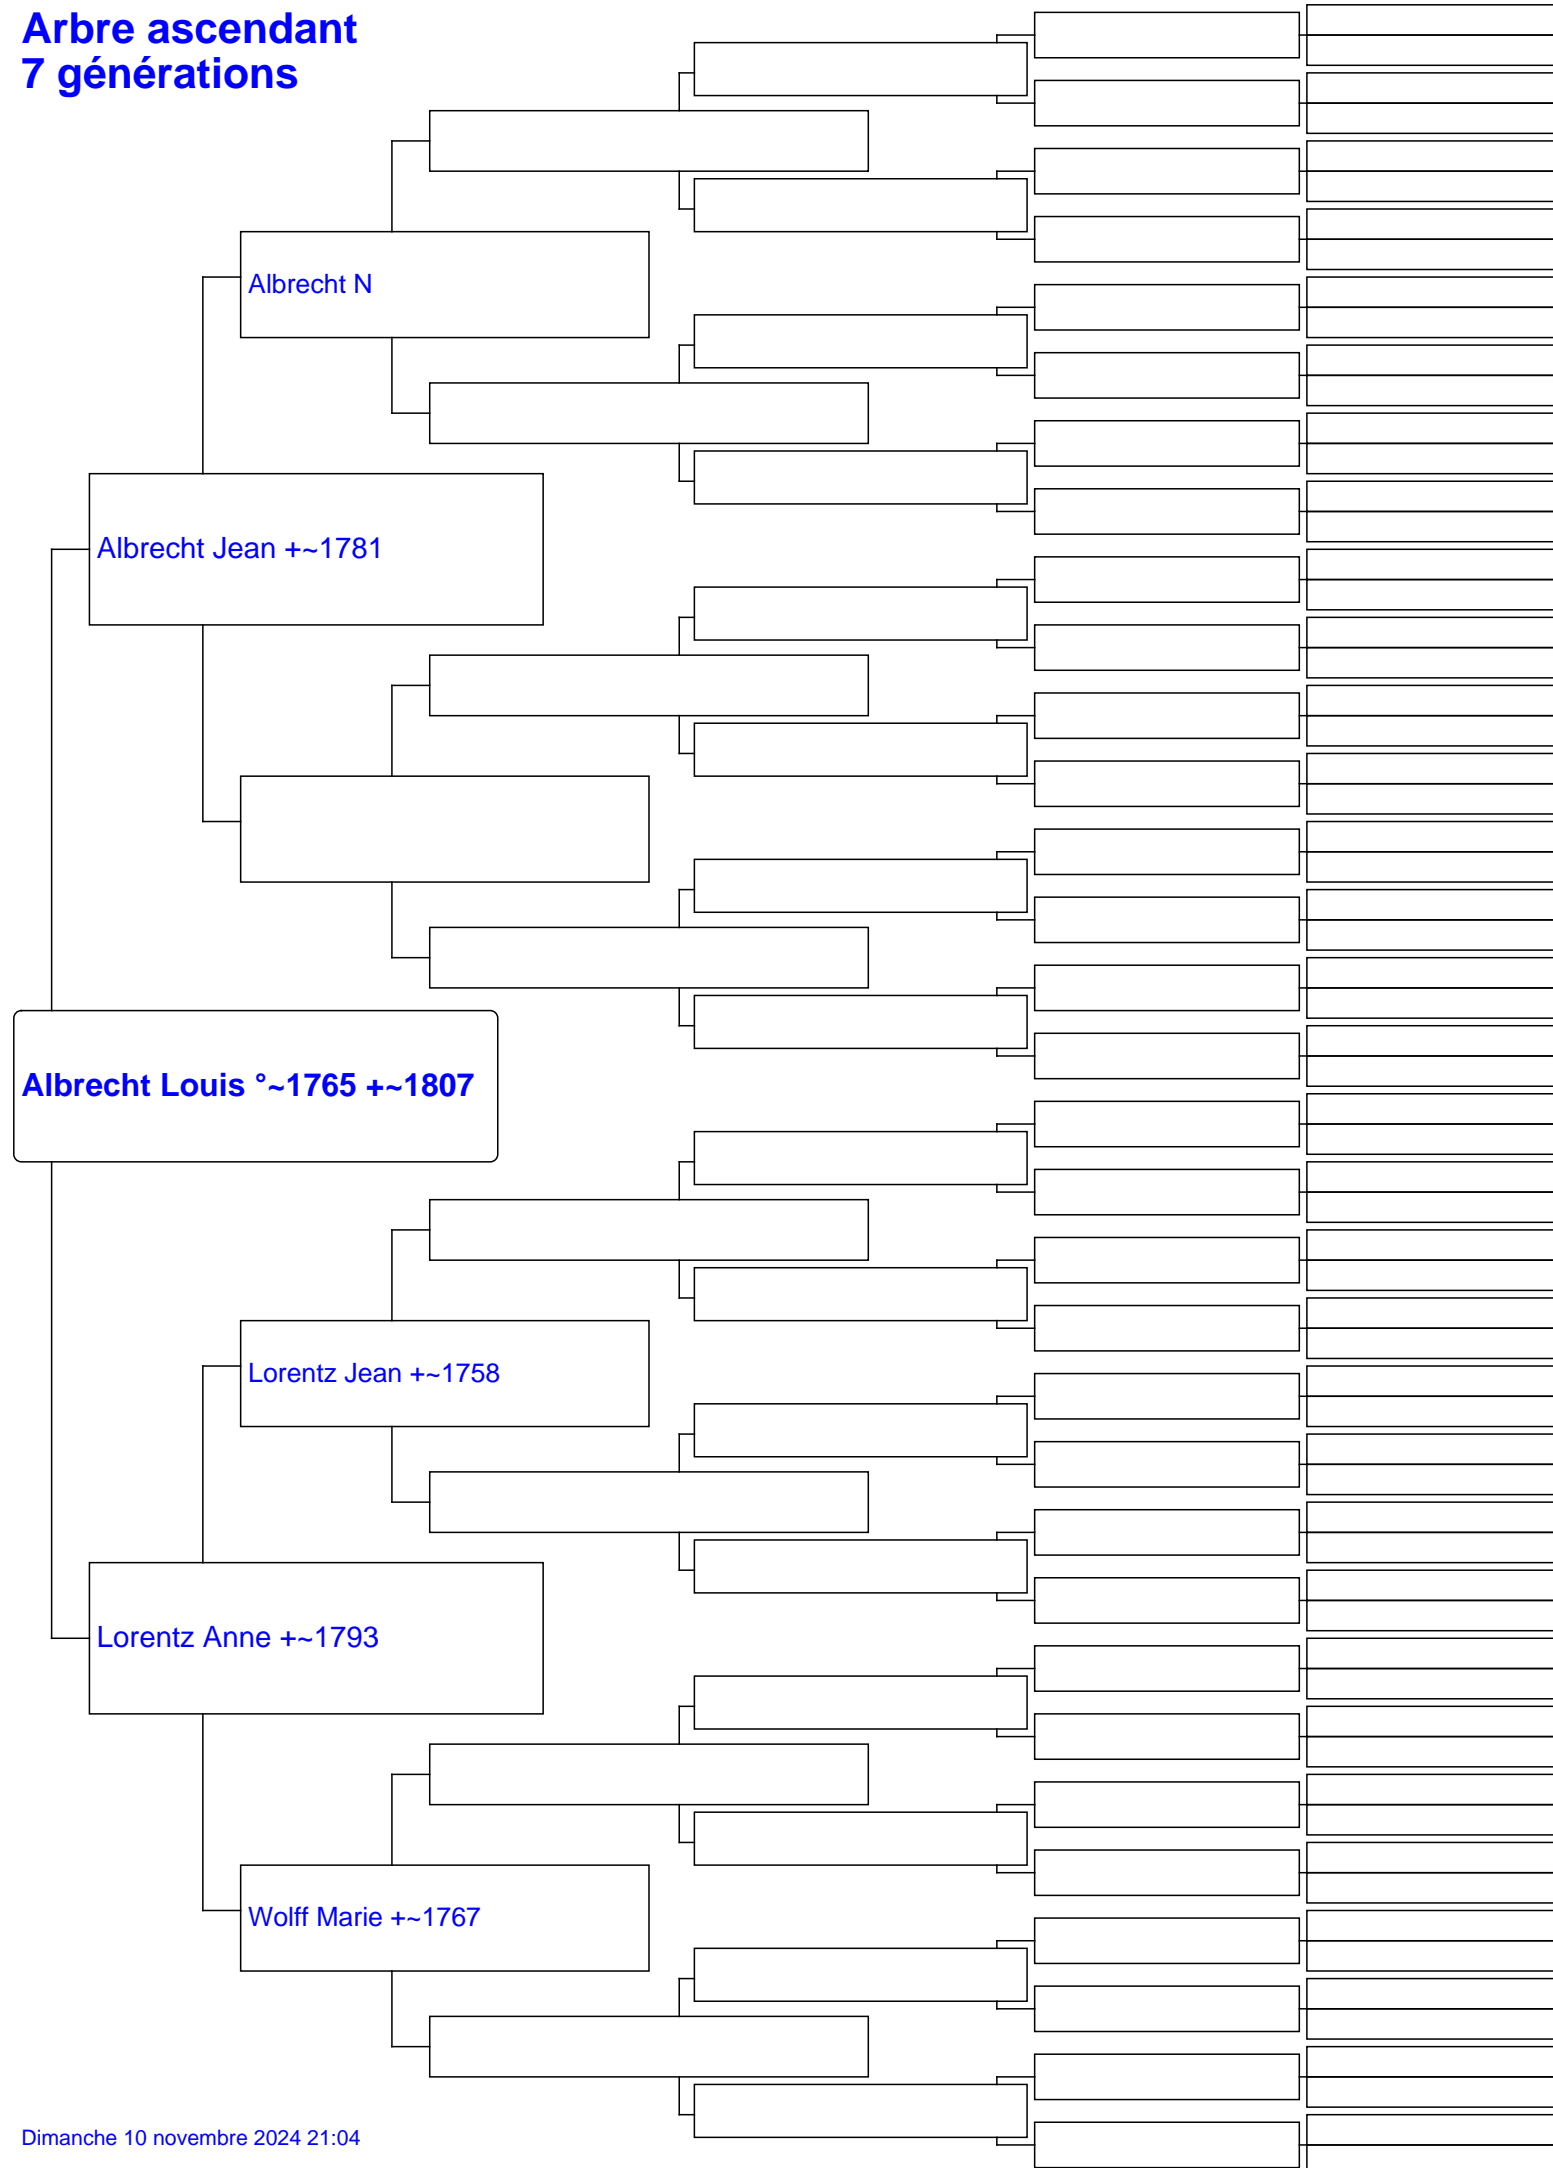 Arbre ascendant
7 générations
Albrecht N
Albrecht Jean +~1781
Albrecht Louis °~1765 +~1807
Lorentz Jean +~1758
Lorentz Anne +~1793
Wolff Marie +~1767
Dimanche 10 novembre 2024 21:04